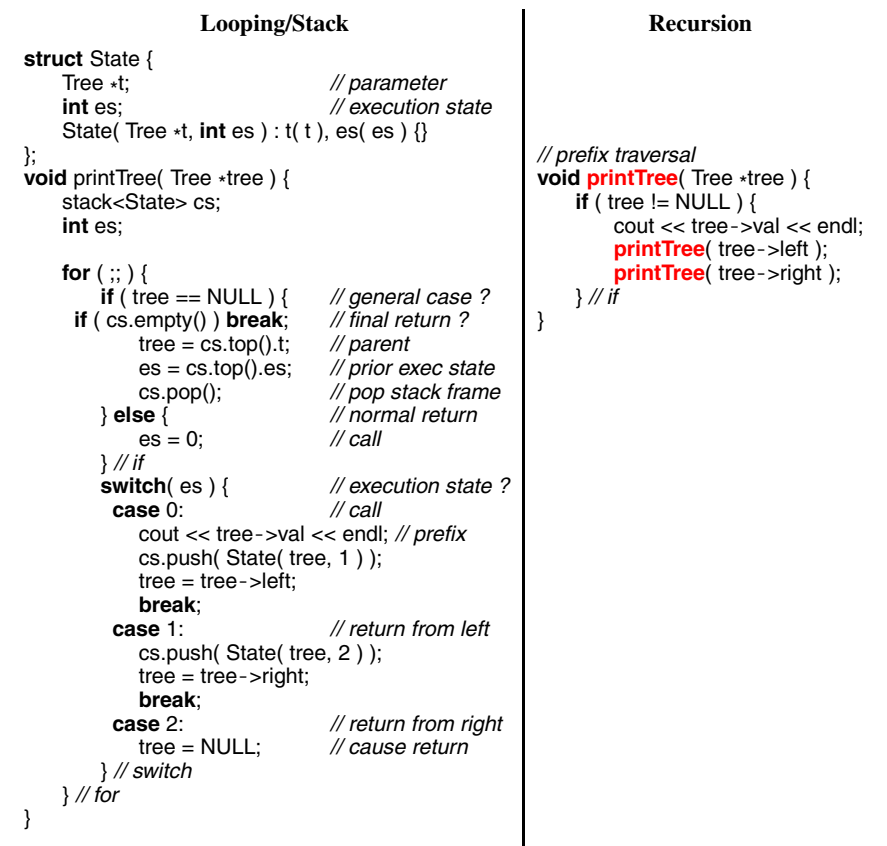 Looping/Stack
struct State {
    Tree *t;    // parameter
    int es;    // execution state
    State( Tree *t, int es ) : t( t ), es( es ) {}
};
void printTree( Tree *tree ) {
    stack<State> cs;
    int es;
    for ( ;; ) {
        if ( tree == NULL ) {    // general case ?
     if ( cs.empty() ) break;    // final return ?
            tree = cs.top().t;    // parent
            es = cs.top().es;    // prior exec state
            cs.pop();    // pop stack frame
        } else {    // normal return
            es = 0;    // call
        } // if
        switch( es ) {    // execution state ?
         case 0:    // call
            cout << tree->val << endl; // prefix
            cs.push( State( tree, 1 ) );
            tree = tree->left;
            break;
         case 1:    // return from left
            cs.push( State( tree, 2 ) );
            tree = tree->right;
            break;
         case 2:    // return from right
            tree = NULL;    // cause return
        } // switch
    } // for
}
Recursion
// prefix traversal
void printTree( Tree *tree ) {
    if ( tree != NULL ) {
        cout << tree->val << endl;
        printTree( tree->left );
        printTree( tree->right );
    } // if
}